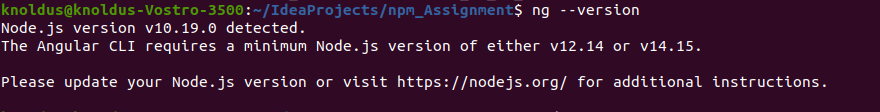 knoldus@knoldus-Vostro-3500:~/IdeaProjects/npm_Assignment$ ng --version
Node.js version v10.19.0 detected.
The Angular CLI requires a minimum Node.js version of either v12.14 or v14.15.
Please update your Node.js version or visit https://nodejs.org/ for additional instructions.